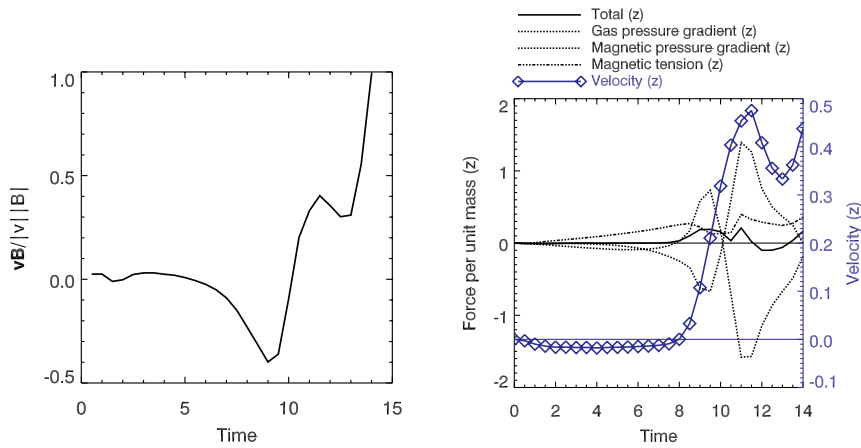 1.0
0.5
0.0
-0.5
vB/|v||B|
0 5 10 15
Time
Total (z)
Gas pressure gradient (z)
Magnetic pressure gradient (z)
Magnetic tension (z)
Velocity (z)
2
1
0
-1
-2
Force per unit mass (z)
0.5
0.4
0.3
0.2
0.1
0.0
-0.1
Velocity (z)
0 2 4 6 8 10 12 14
Time